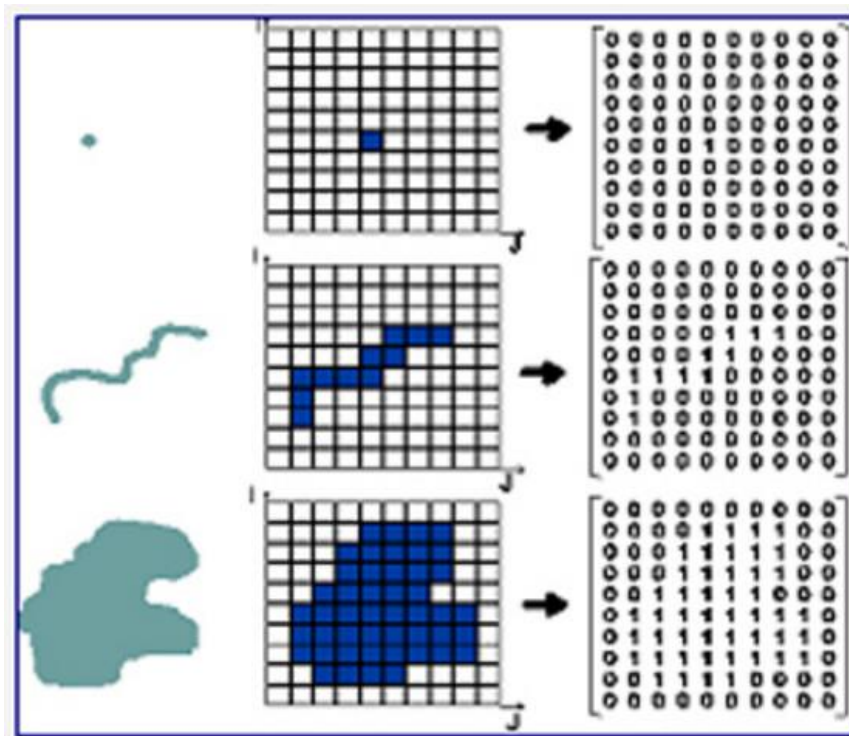 I
0 0 0 0 0 0 0 0 0 0
0 0 0 0 0 0 0 0 0 0
0 0 0 0 0 0 0 0 0 0
0 0 0 0 0 0 0 0 0 0
0 0 0 0 0 0 0 0 0 0
0 0 0 0 1 0 0 0 0 0
0 0 0 0 0 0 0 0 0 0
0 0 0 0 0 0 0 0 0 0
0 0 0 0 0 0 0 0 0 0
0 0 0 0 0 0 0 0 0 0
J
I
0 0 0 0 0 0 0 0 0 0
0 0 0 0 0 0 0 0 0 0
0 0 0 0 0 0 0 0 0 0
0 0 0 0 0 1 1 1 0 0
0 0 0 0 1 1 0 0 0 0
0 1 1 1 1 0 0 0 0 0
0 1 0 0 0 0 0 0 0 0
0 1 0 0 0 0 0 0 0 0
0 0 0 0 0 0 0 0 0 0
0 0 0 0 0 0 0 0 0 0
J
I
0 0 0 0 0 0 0 0 0 0
0 0 0 0 1 1 1 1 0 0
0 0 0 1 1 1 1 1 0 0
0 0 0 1 1 1 1 1 0 0
0 0 1 1 1 1 1 0 0 0
0 1 1 1 1 1 1 1 1 0
0 1 1 1 1 1 1 1 1 0
0 1 1 1 1 1 1 1 1 0
0 0 1 1 1 1 0 0 0 0
0 0 0 0 0 0 0 0 0 0
J